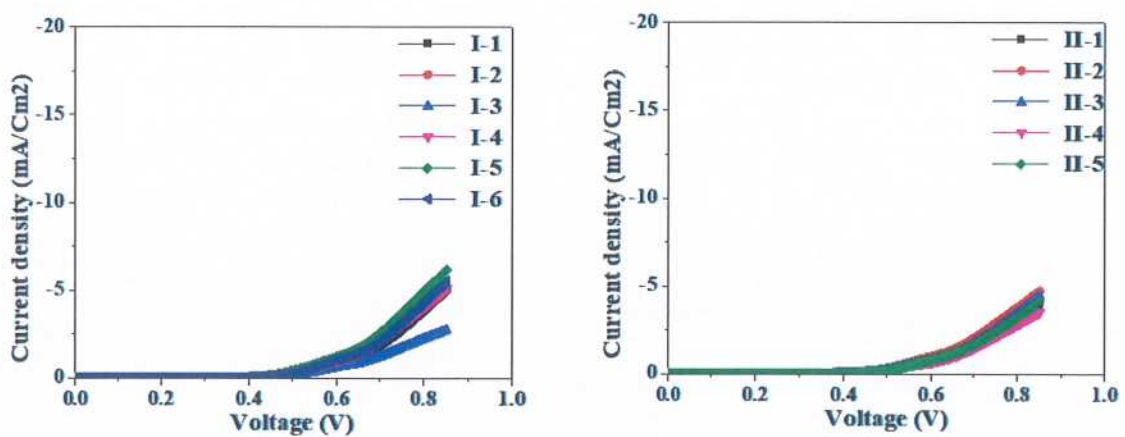 -20
-15
-10
-5
0
Current density (mA/Cm2)
I-1
I-2
I-3
I-4
I-5
I-6
0.0 0.2 0.4 0.6 0.8 1.0
Voltage (V)
-20
-15
-10
-5
0
Current density (mA/Cm2)
II-1
II-2
II-3
II-4
II-5
0.0 0.2 0.4 0.6 0.8 1.0
Voltage (V)